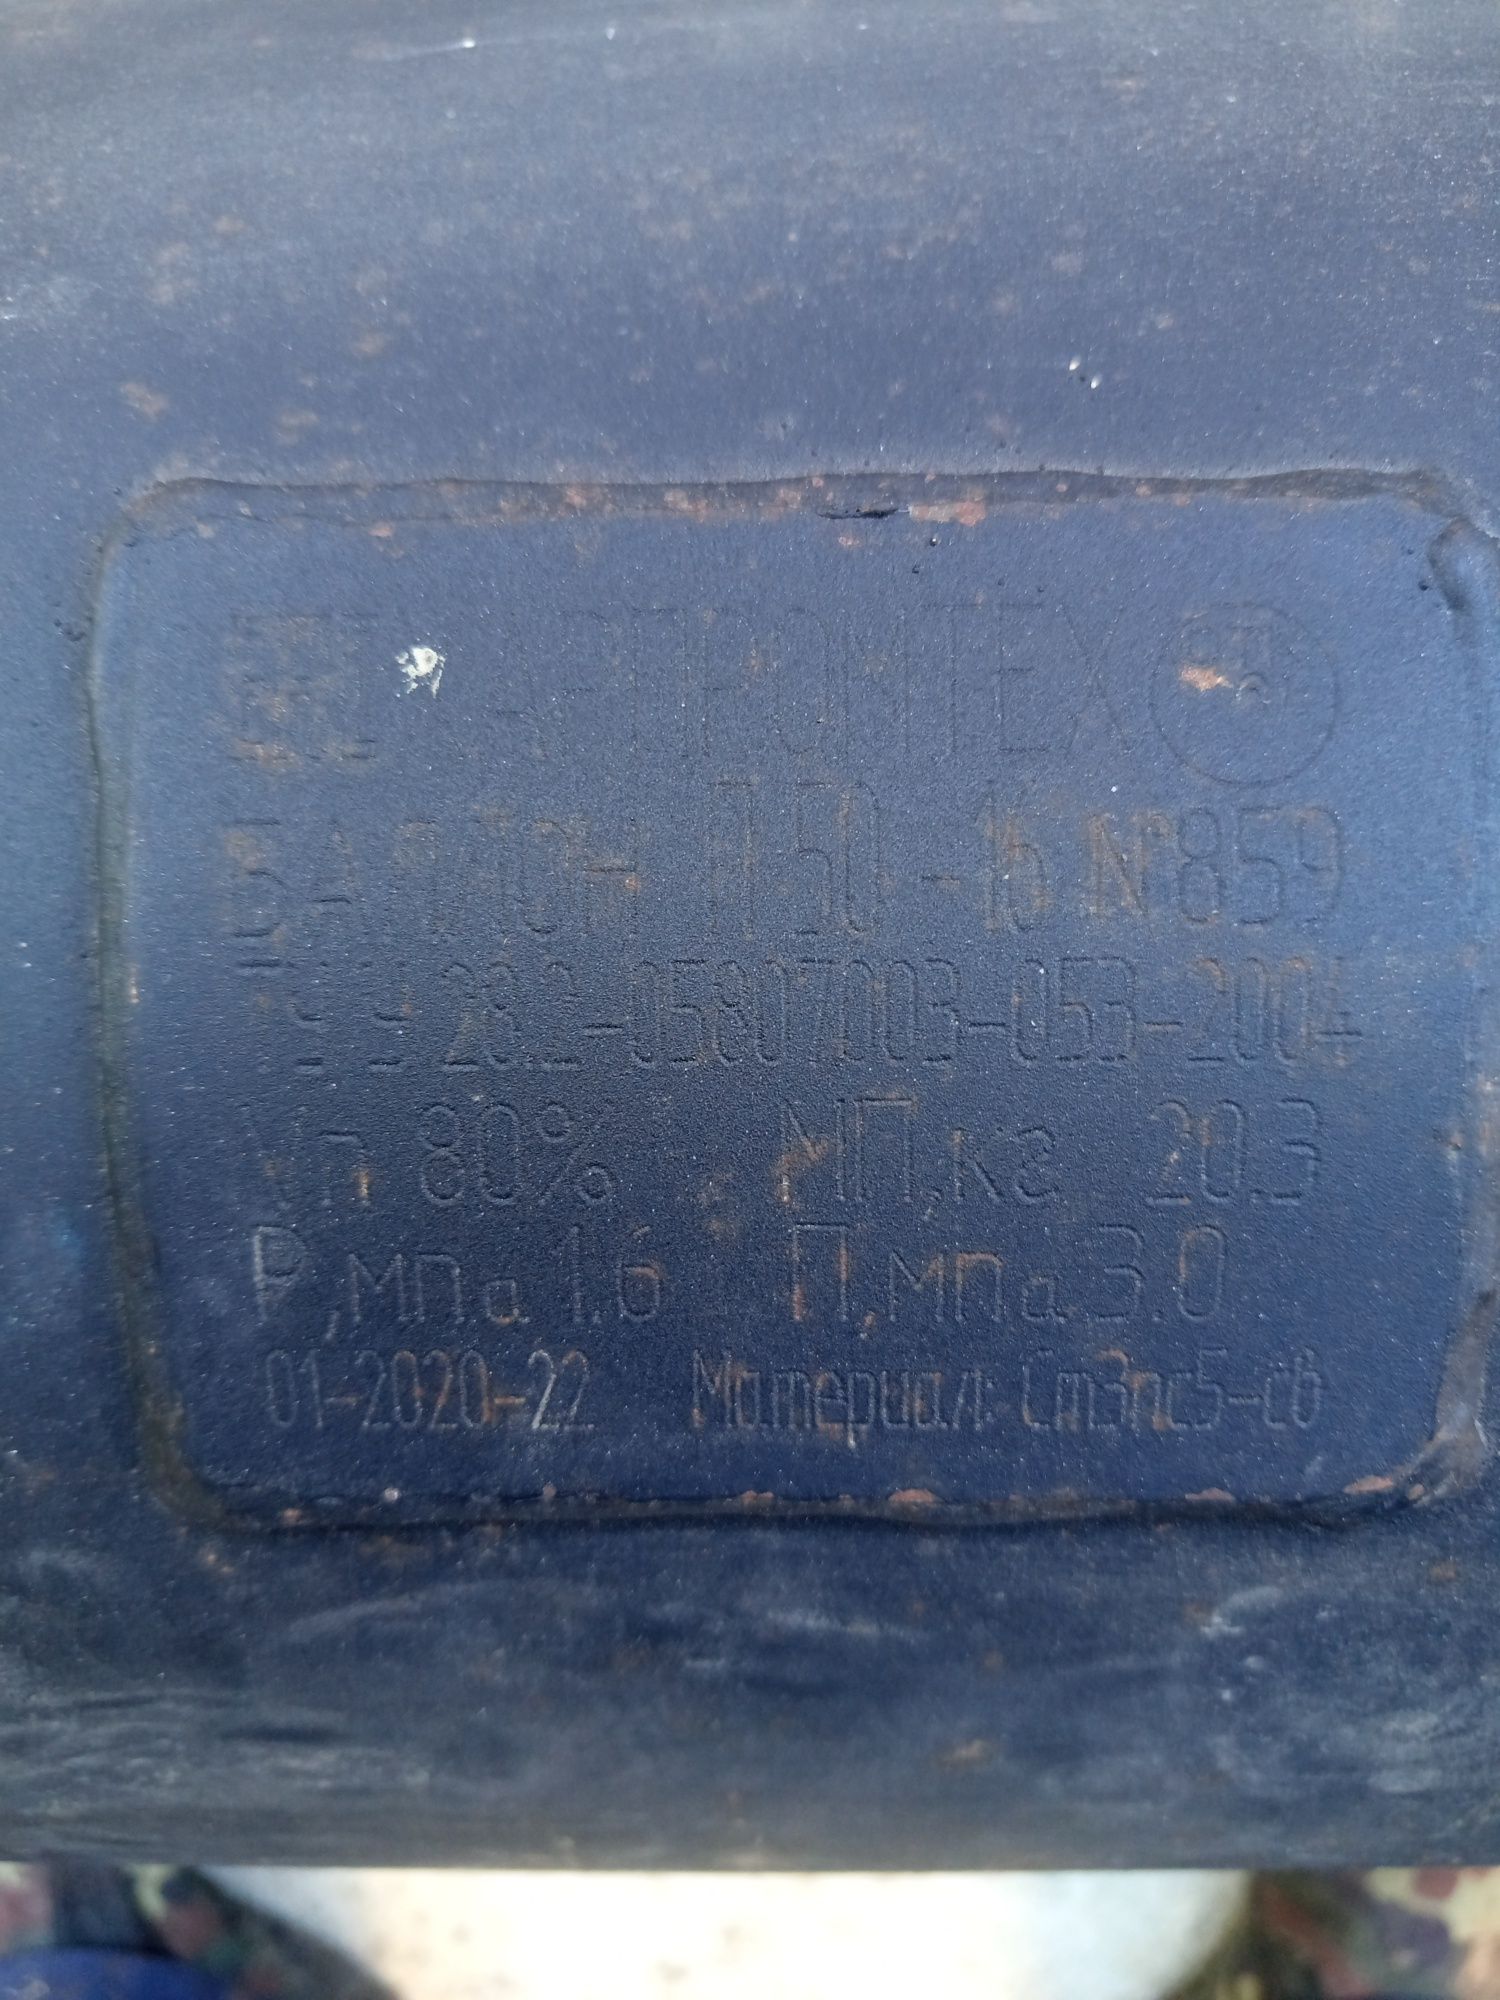 БАЛЛОН П 50-16 №859
ТУ У 28.2-05807003-053-2004
Vп 80% МП,кг 20.3
Р,мпа 1.6 П,мпа 3.0
01-2020-22 Материал: Ст3пс5-св